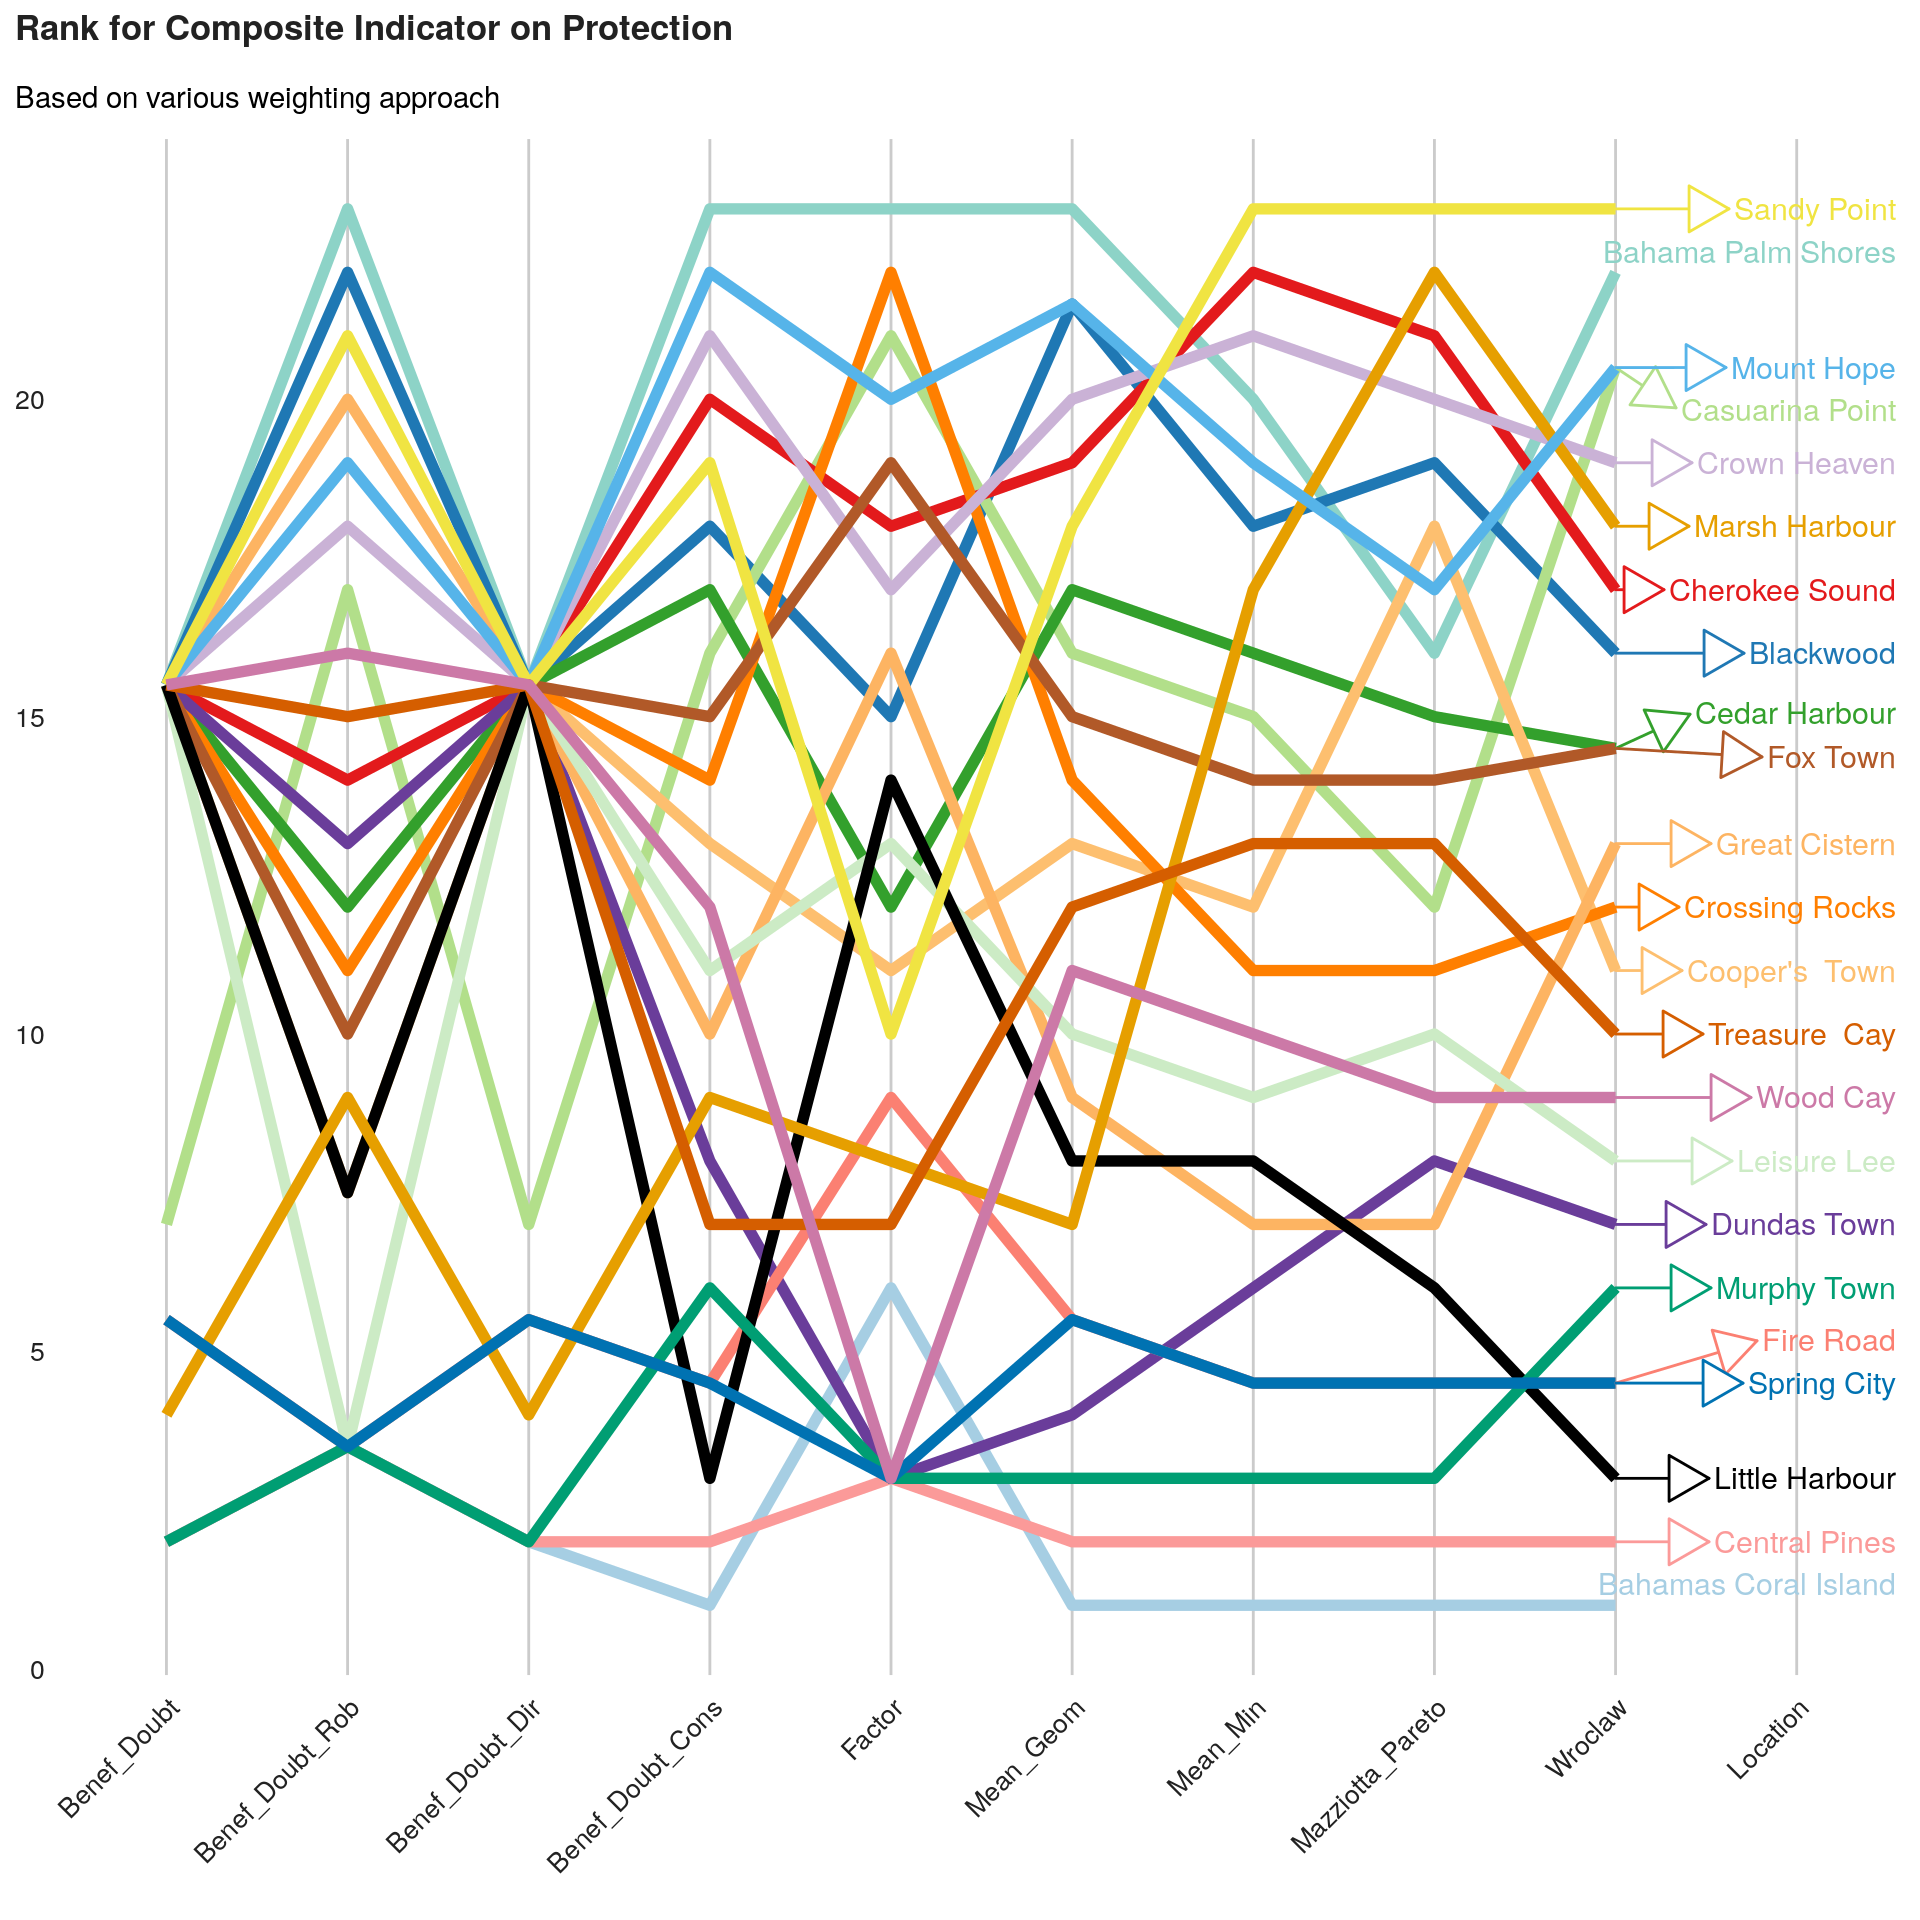 Rank for Composite Indicator on Protection
Based on various weighting approach
Sandy Point
Bahama Palm Shores
Mount Hope
20
Casuarina Point
Crown Heaven
Marsh Harbour
Cherokee Sound
Blackwood
Cedar Harbour
15
Fox Town
Great Cistern
Crossing Rocks
Cooper's  Town
10
Treasure  Cay
Wood Cay
Leisure Lee
Dundas Town
Murphy Town
Fire Road
5
Spring City
Little Harbour
Central Pines
Bahamas Coral Island
0
Benef_Doubt
Benef_Doubt_Rob
Benef_Doubt_Dir
Benef_Doubt_Cons
Factor
Mean_Geom
Mean_Min
Mazziotta_Pareto
Wroclaw
Location